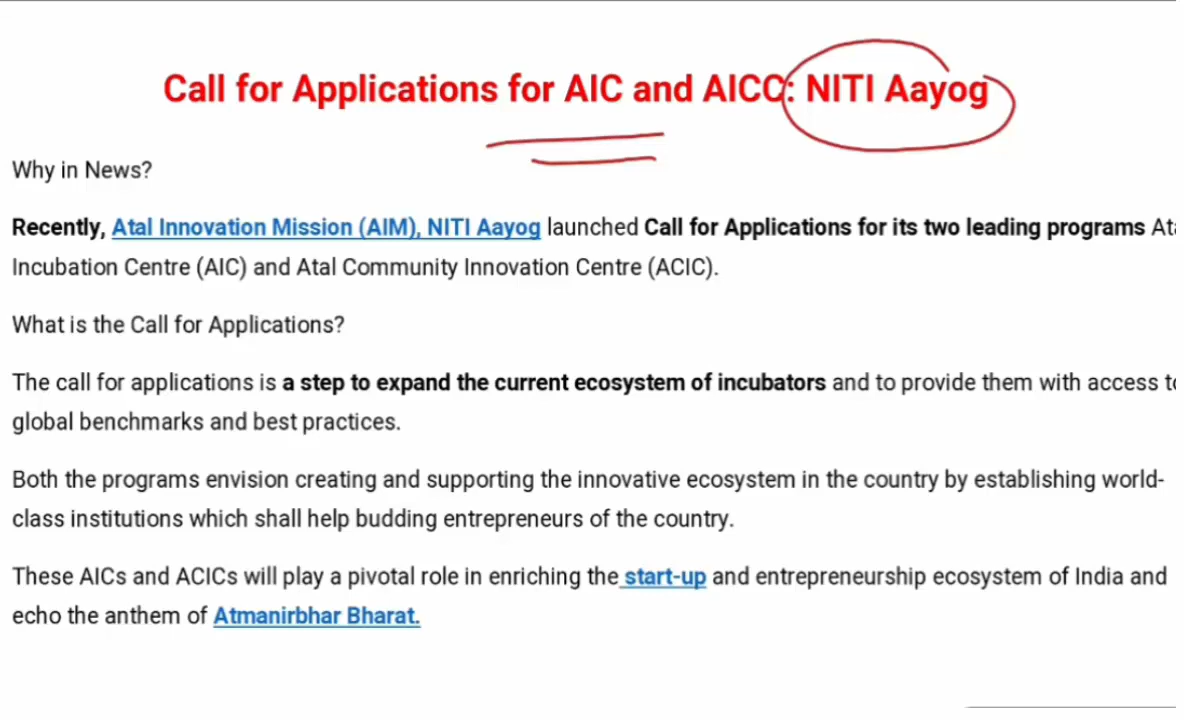 Call for Applications for AIC and AICC: NITI Aayog
Why in News?
Recently, Atal Innovation Mission (AIM), NITI Aayog launched Call for Applications for its two leading programs
Incubation Centre (AIC) and Atal Community Innovation Centre (ACIC).
What is the Call for Applications?
The call for applications is a step to expand the current ecosystem of incubators and to provide them with access
global benchmarks and best practices.
Both the programs envision creating and supporting the innovative ecosystem in the country by establishing world-
class institutions which shall help budding entrepreneurs of the country.
These AICs and ACICs will play a pivotal role in enriching the start-up and entrepreneurship ecosystem of India and
echo the anthem of Atmanirbhar Bharat.